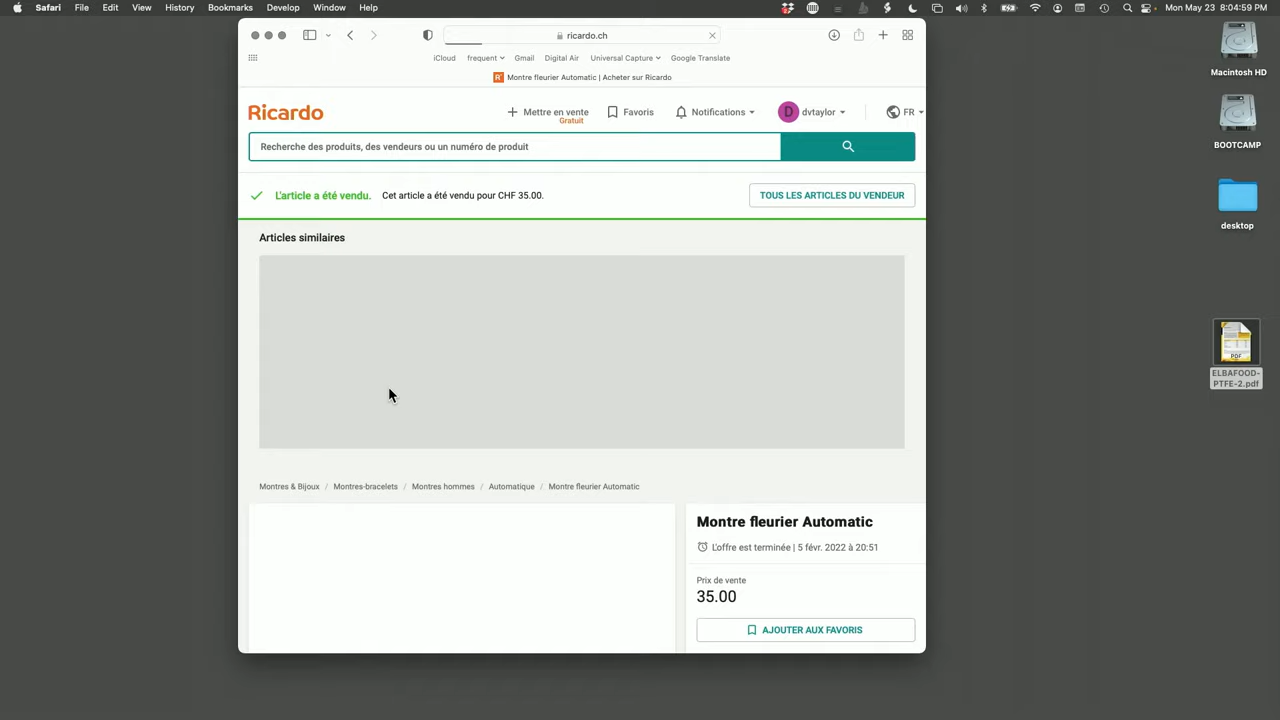 Safari File Edit View History Bookmarks Develop Window Help
Mon May 23 8:04:59 PM
ricardo.ch
iCloud frequent Gmail Digital Air Universal Capture Google Translate
Montre fleurier Automatic | Acheter sur Ricardo
Ricardo
Mettre en vente
Gratuit
Favoris
Notifications
D dvtaylor
FR
Recherche des produits, des vendeurs ou un numéro de produit
L'article a été vendu. Cet article a été vendu pour CHF 35.00.
TOUS LES ARTICLES DU VENDEUR
Articles similaires
Montres & Bijoux / Montres-bracelets / Montres hommes / Automatique / Montre fleurier Automatic
Montre fleurier Automatic
L'offre est terminée | 5 févr. 2022 à 20:51
Prix de vente
35.00
AJOUTER AUX FAVORIS
Macintosh HD
BOOTCAMP
desktop
PDF
ELBAFOOD-
PTFE-2.pdf